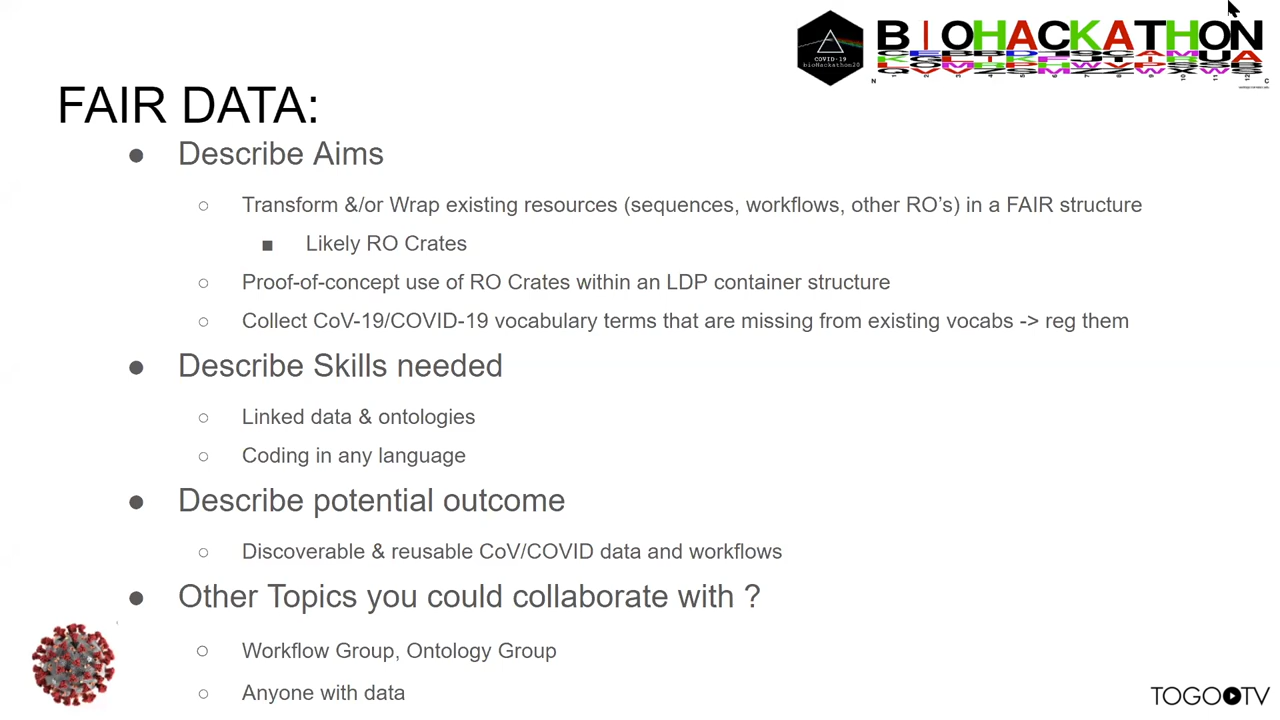 BIOHACKATHON
COVID-19
bioHackathon20
FAIR DATA:
● Describe Aims
○ Transform &/or Wrap existing resources (sequences, workflows, other RO's) in a FAIR structure
■ Likely RO Crates
○ Proof-of-concept use of RO Crates within an LDP container structure
○ Collect CoV-19/COVID-19 vocabulary terms that are missing from existing vocabs -> reg them
● Describe Skills needed
○ Linked data & ontologies
○ Coding in any language
● Describe potential outcome
○ Discoverable & reusable CoV/COVID data and workflows
● Other Topics you could collaborate with ?
○ Workflow Group, Ontology Group
○ Anyone with data
TOGOTV